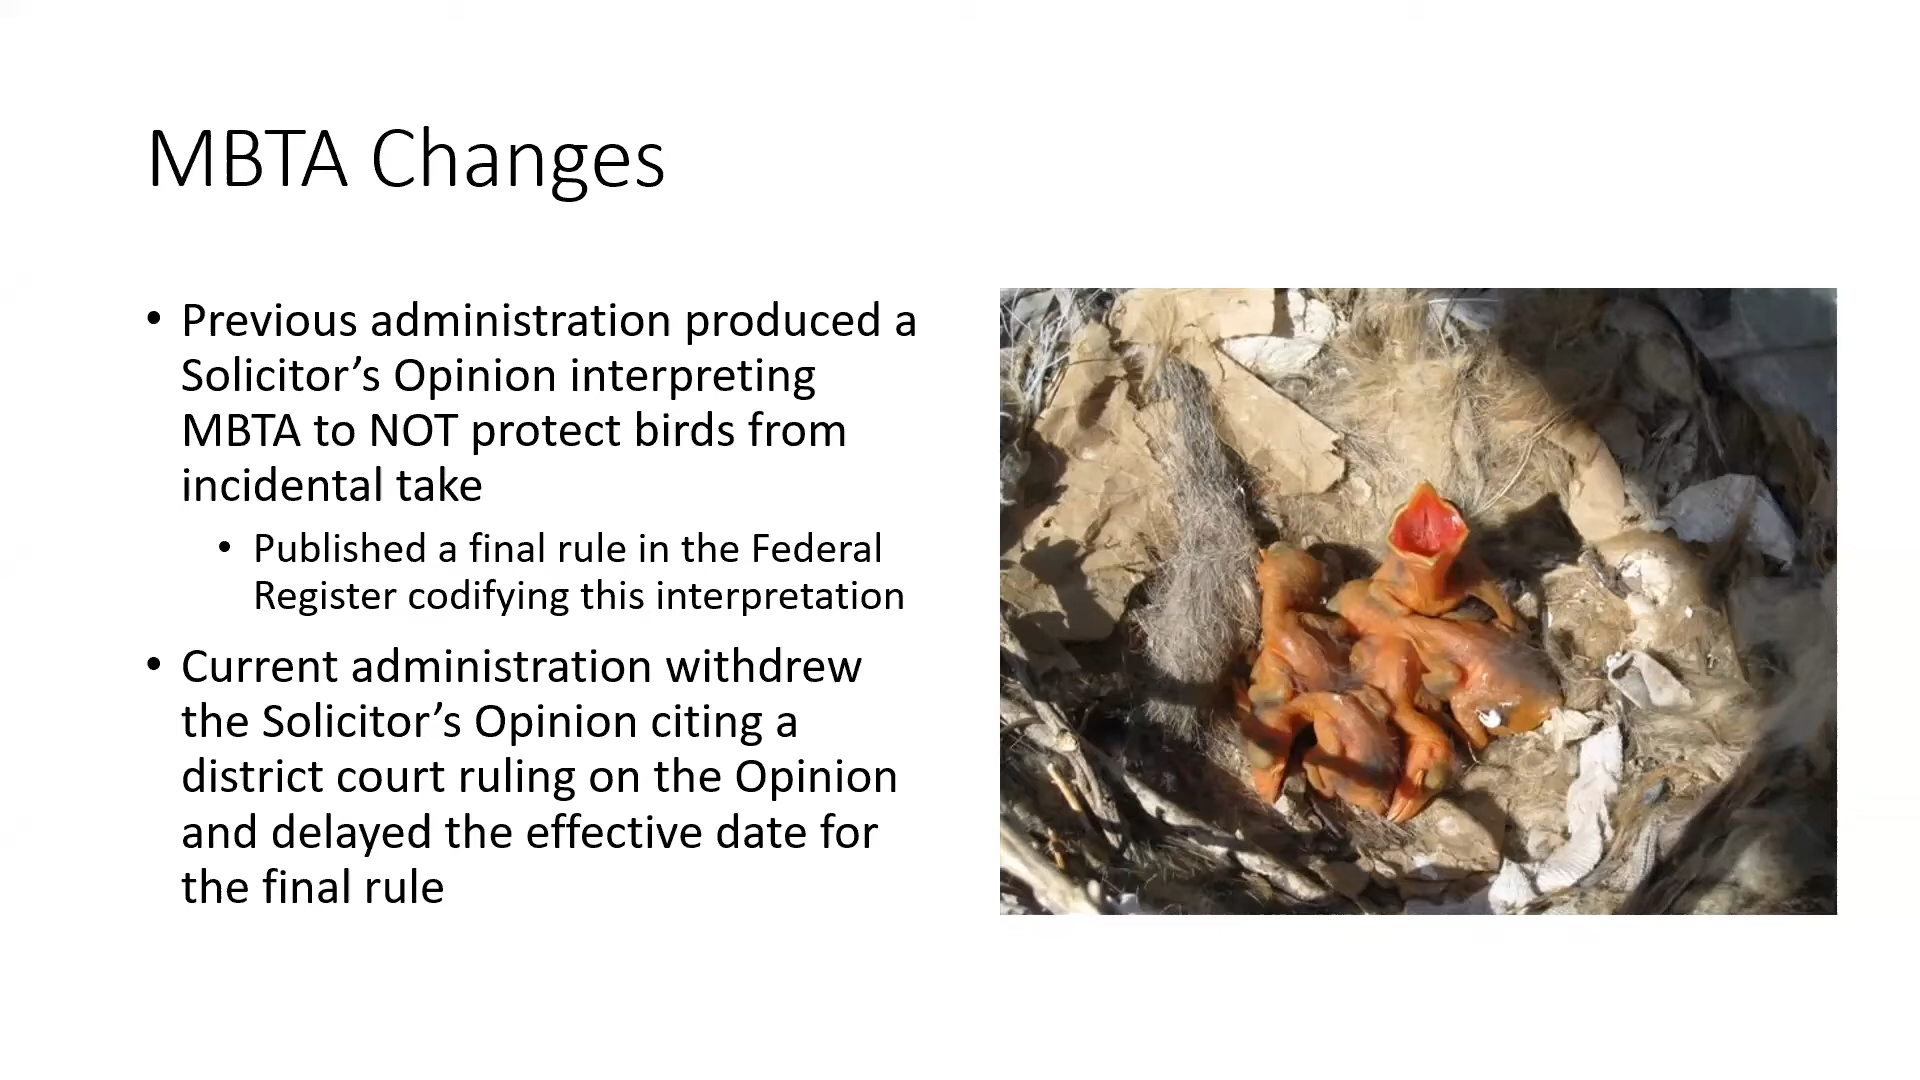 MBTA Changes
• Previous administration produced a
Solicitor’s Opinion interpreting
MBTA to NOT protect birds from
incidental take
• Published a final rule in the Federal
Register codifying this interpretation
• Current administration withdrew
the Solicitor’s Opinion citing a
district court ruling on the Opinion
and delayed the effective date for
the final rule